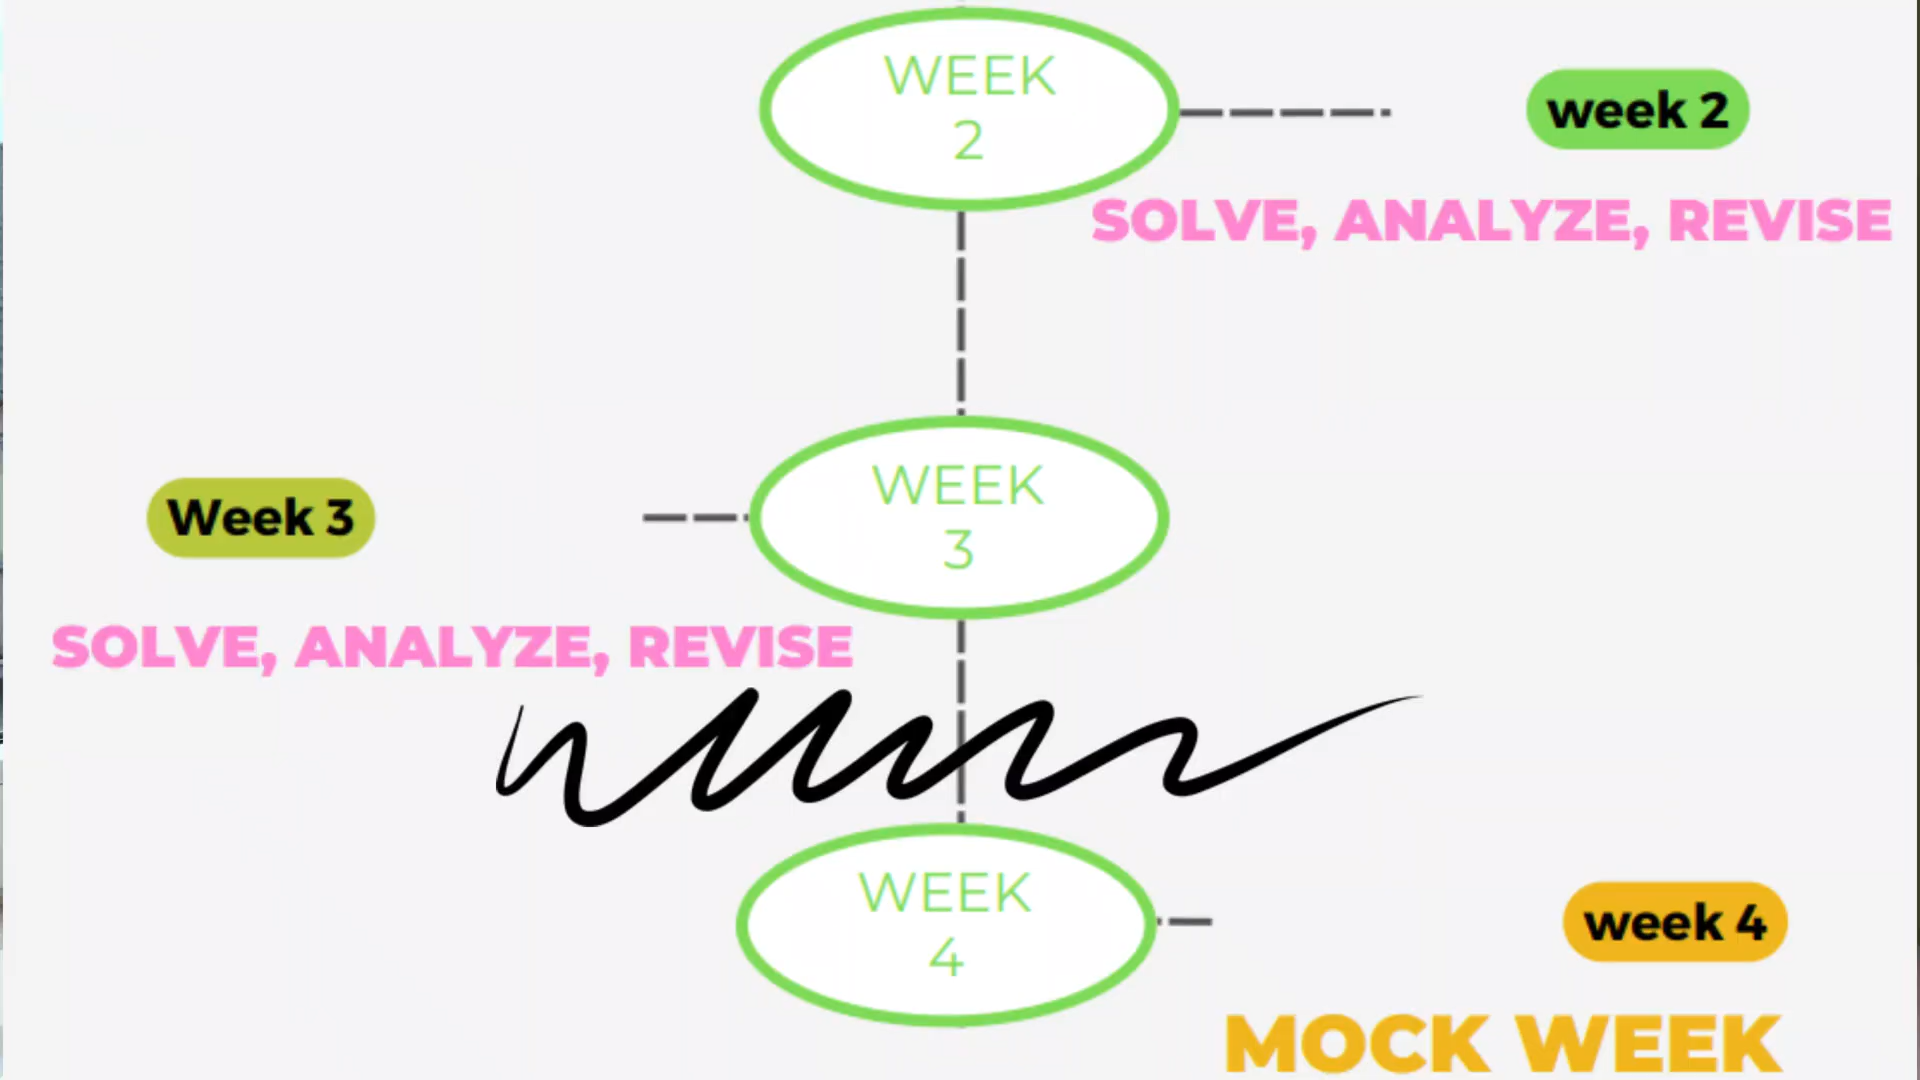 WEEK
2
week 2
SOLVE, ANALYZE, REVISE
WEEK
3
Week 3
SOLVE, ANALYZE, REVISE
WEEK
4
week 4
MOCK WEEK